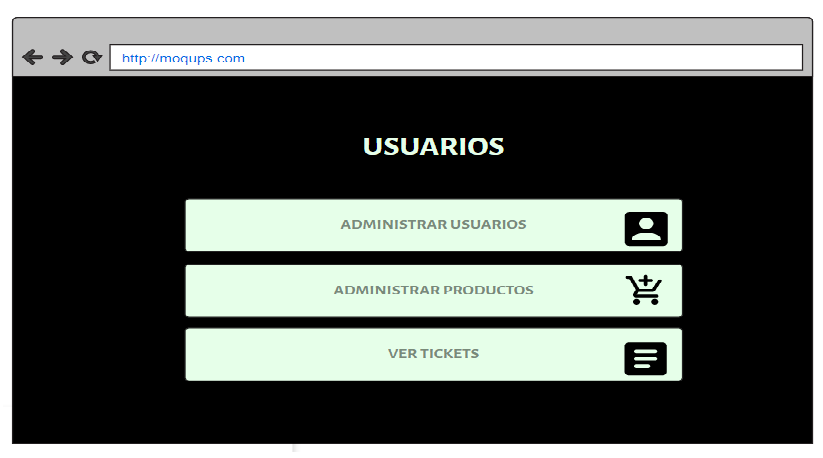 http://moqups.com
USUARIOS
ADMINISTRAR USUARIOS
ADMINISTRAR PRODUCTOS
VER TICKETS